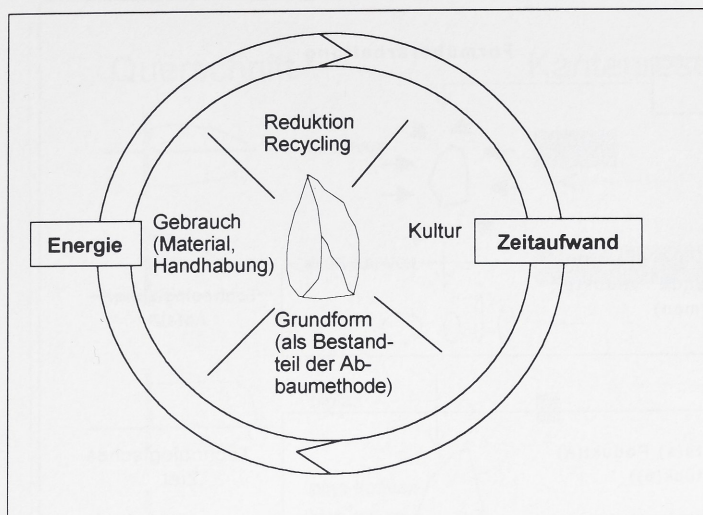 Reduktion
Recycling
Energie
Gebrauch
(Material,
Handhabung)
Kultur
Zeitaufwand
Grundform
(als Bestand-
teil der Ab-
baumethode)